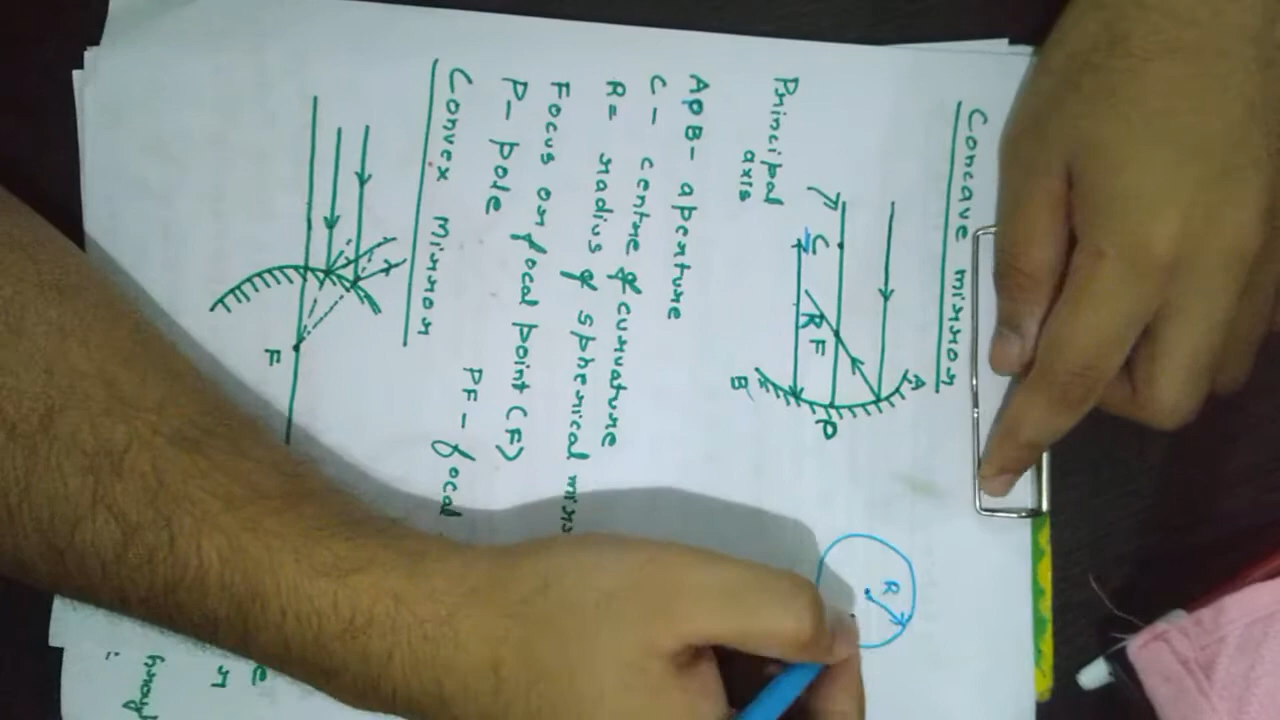 Concave mirror
A
Principal
axis
C
R
F
P
B
R
APB- aperture
C- centre of curvature
R= radius of spherical
Focus or focal point (F)
P- pole
PF- focal
Convex Mirror
F